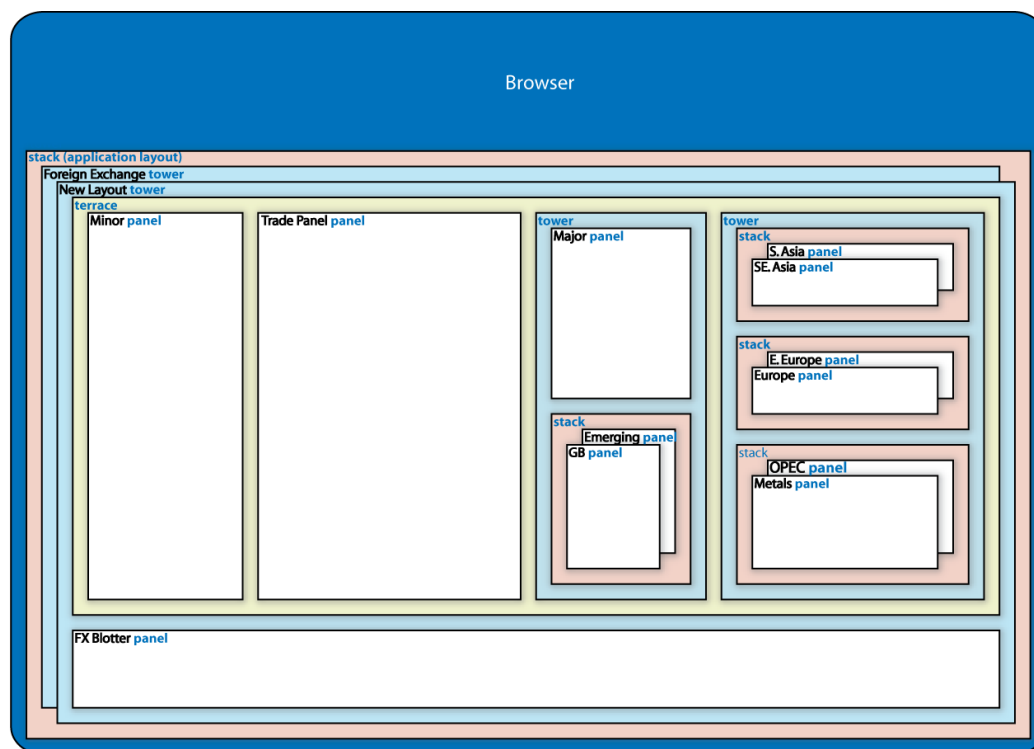 Browser
stack (application layout)
Foreign Exchange tower
New Layout tower
terrace
Minor panel
Trade Panel panel
tower
Major panel
stack
Emerging panel
GB panel
tower
stack
S. Asia panel
SE. Asia panel
stack
E. Europe panel
Europe panel
stack
OPEC panel
Metals panel
FX Blotter panel